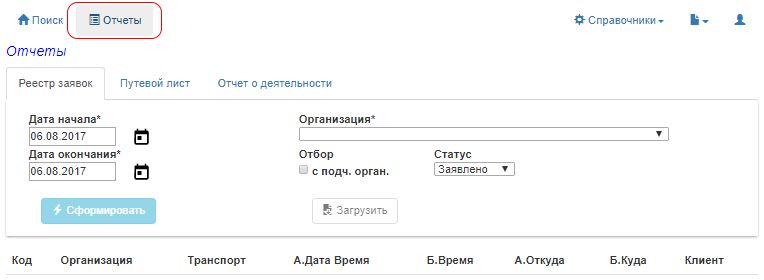 Поиск Отчеты Справочники
Отчеты
Реестр заявок Путевой лист Отчет о деятельности
Дата начала* Организация*
06.08.2017
Дата окончания* Отбор Статус
06.08.2017 с подч. орган. Заявлено
Сформировать Загрузить
Код Организация Транспорт А.Дата Время Б.Время А.Откуда Б.Куда Клиент